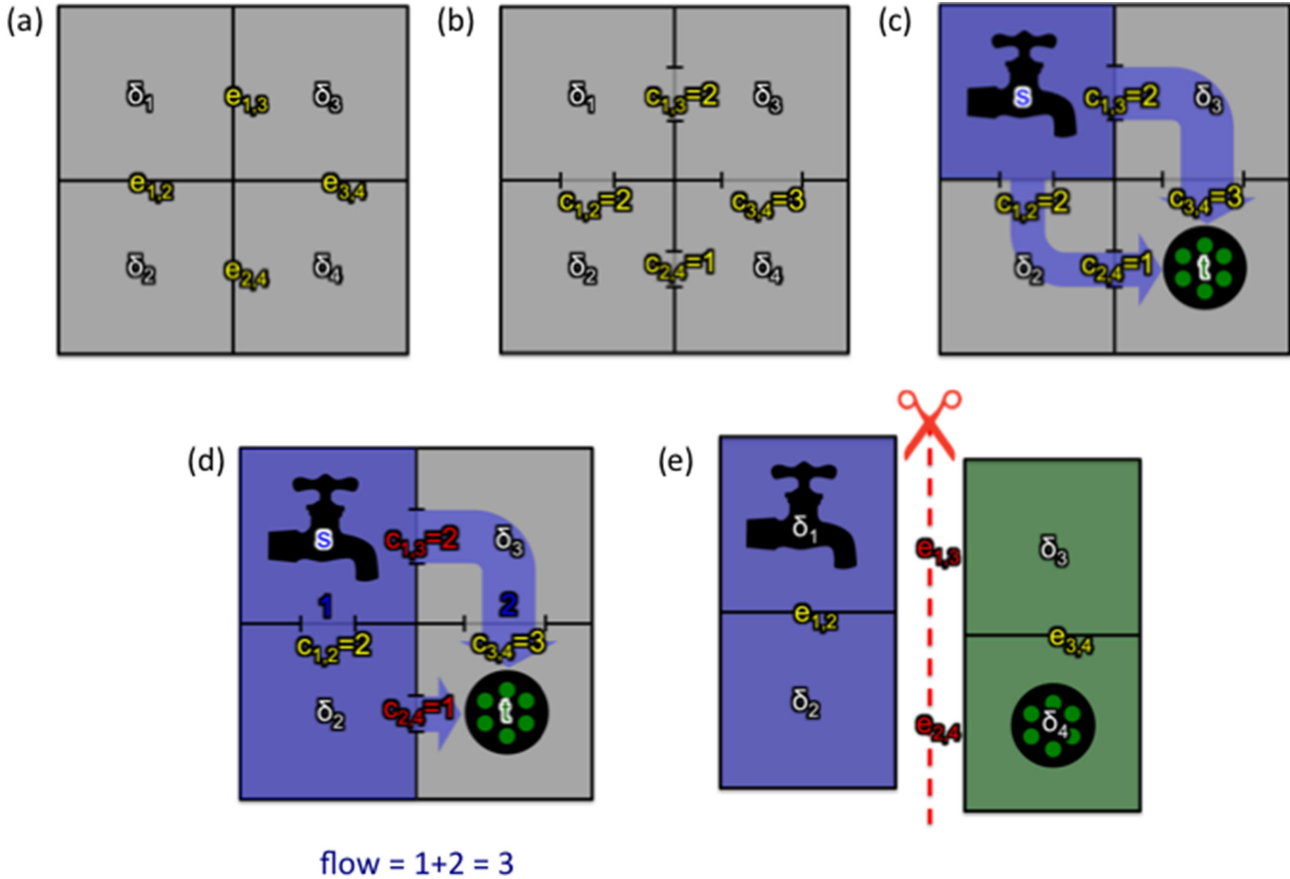 (a)
δ₁ e₁,₃ δ₃
e₁,₂ e₃,₄
δ₂ e₂,₄ δ₄
(b)
δ₁ c₁,₃=2 δ₃
c₁,₂=2 c₃,₄=3
δ₂ c₂,₄=1 δ₄
(c)
s c₁,₃=2 δ₃
c₁,₂=2 c₃,₄=3
δ₂ c₂,₄=1 t
(d)
s c₁,₃=2 δ₃
1 2
c₁,₂=2 c₃,₄=3
δ₂ c₂,₄=1 t
flow = 1+2 = 3
(e)
δ₁ e₁,₃ δ₃
e₁,₂ e₃,₄
δ₂ e₂,₄ δ₄